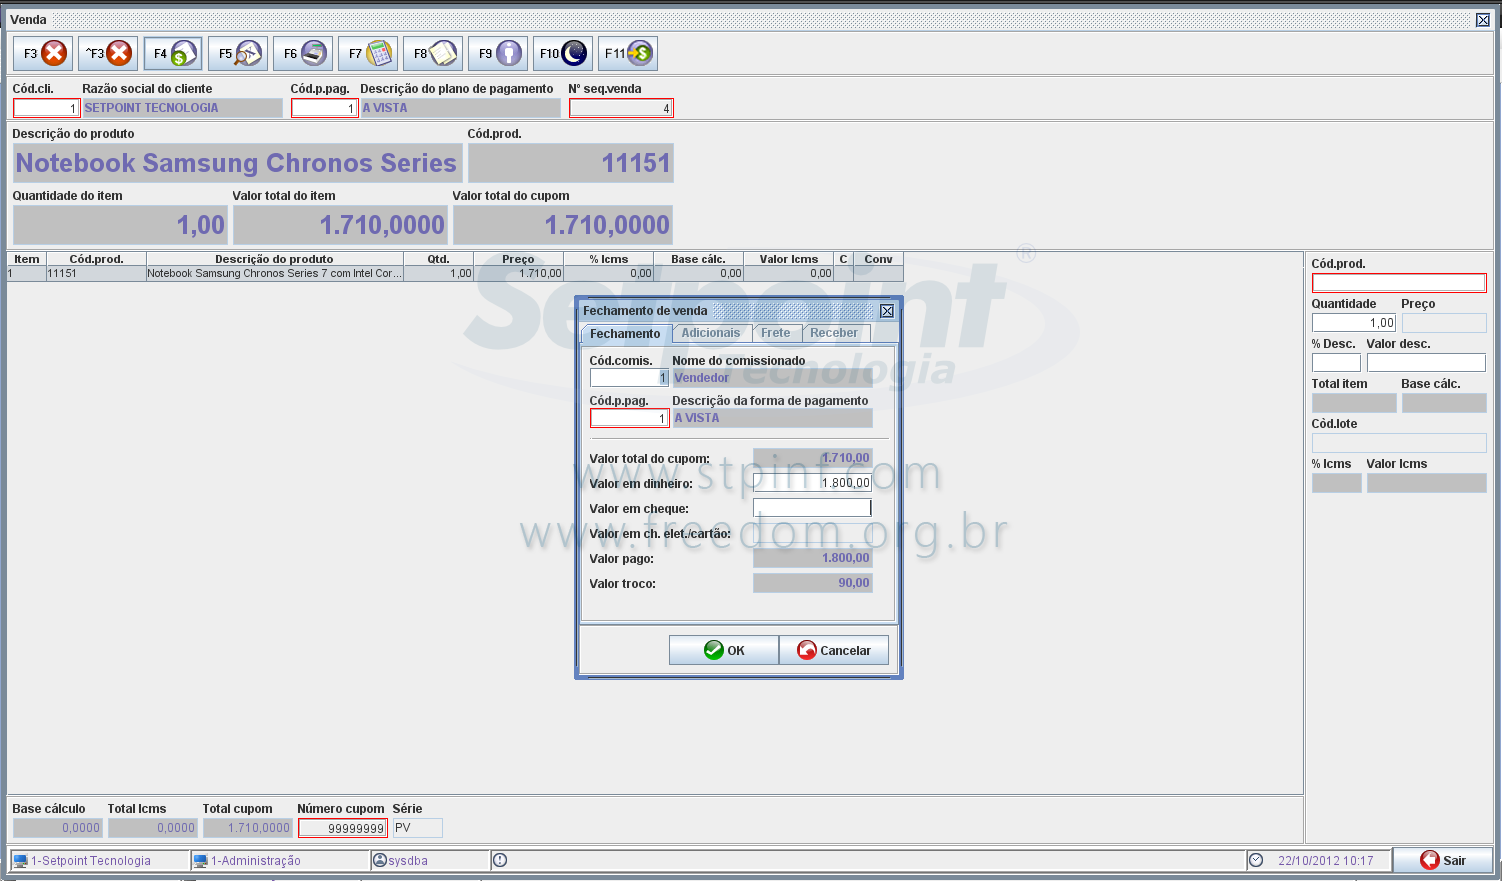 Venda
F3 ^F3 F4 F5 F6 F7 F8 F9 F10 F11
Cód.cli. Razão social do cliente Cód.p.pag. Descrição do plano de pagamento Nº seq.venda
1 SETPOINT TECNOLOGIA 1 A VISTA 4
Descrição do produto Cód.prod.
Notebook Samsung Chronos Series 11151
Quantidade do item Valor total do item Valor total do cupom
1,00 1.710,0000 1.710,0000
Item Cód.prod. Descrição do produto Qtd. Preço % Icms Base cálc. Valor Icms C Conv
1 11151 Notebook Samsung Chronos Series 7 com Intel Cor... 1,00 1.710,00 0,00 0,00 0,00
Setpoint ®
Tecnologia
www.stpinf.com
www.freedom.org.br
Fechamento de venda
Fechamento Adicionais Frete Receber
Cód.comis. Nome do comissionado
1 Vendedor
Cód.p.pag. Descrição da forma de pagamento
1 A VISTA
Valor total do cupom: 1.710,00
Valor em dinheiro: 1.800,00
Valor em cheque:
Valor em ch. elet./cartão:
Valor pago: 1.800,00
Valor troco: 90,00
OK Cancelar
Cód.prod.
Quantidade Preço
1,00
% Desc. Valor desc.
Total item Base cálc.
Còd.lote
% Icms Valor Icms
Base cálculo Total Icms Total cupom Número cupom Série
0,0000 0,0000 1.710,0000 99999999 PV
1-Setpoint Tecnologia 1-Administração sysdba 22/10/2012 10:17 Sair